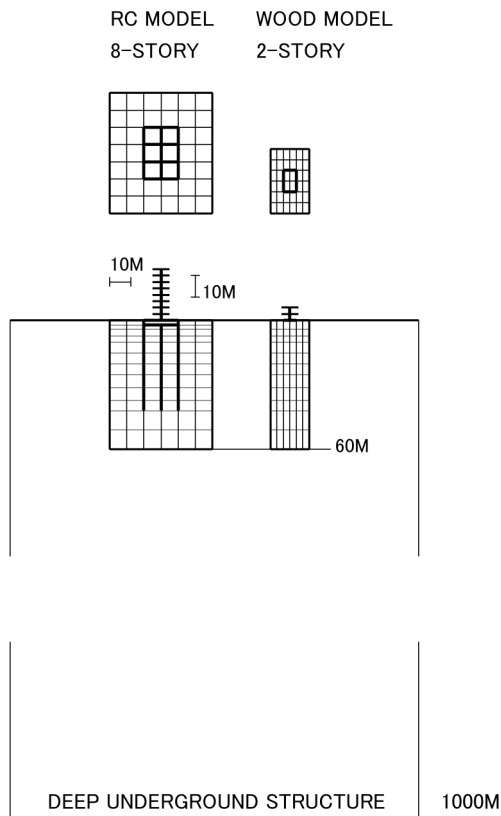 RC MODEL
8-STORY
WOOD MODEL
2-STORY
10M
10M
60M
DEEP UNDERGROUND STRUCTURE
1000M